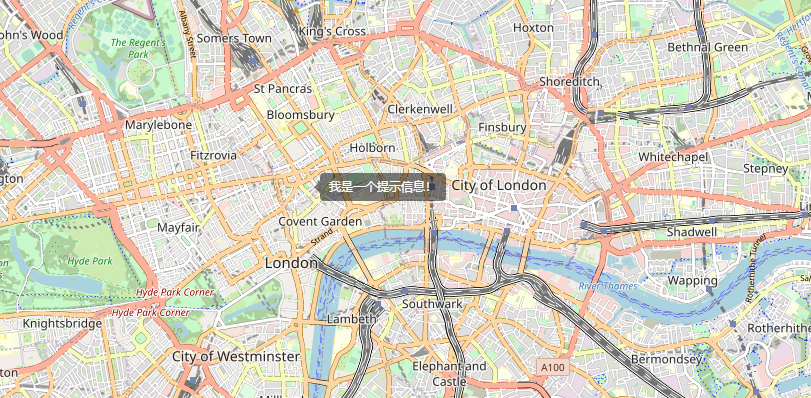 John's Wood
Regent's C
Albany Street
The Regent's
Park
Somers Town
King's Cross
Hoxton
Bethnal Green
St Pancras
Shoreditch
Clerkenwell
Bloomsbury
Marylebone
Finsbury
Holborn
Fitzrovia
Whitechapel
Stepney
我是一个提示信息！
City of London
Covent Garden
Mayfair
Strand
Shadwell
Hyde Park
London
Rotherhithe Tunnel
Wapping
River Thames
Hyde Park Corner
Southwark
Hyde Park Corner
Knightsbridge
Lambeth
Rotherhithe
City of Westminster
Bermondsey
Elephant and
Castle
A100